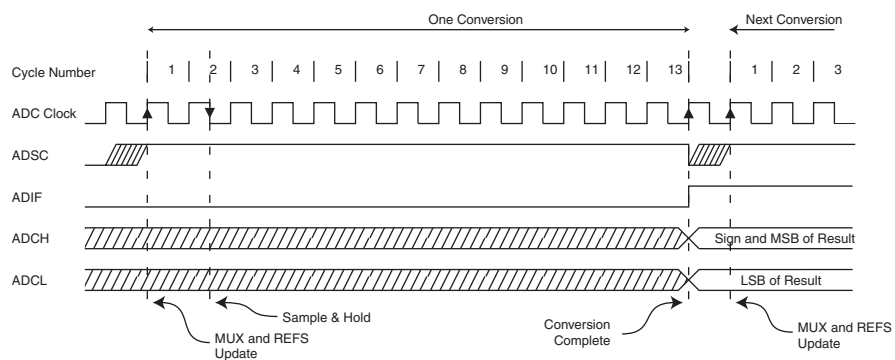 One Conversion
Next Conversion
Cycle Number
1 2 3 4 5 6 7 8 9 10 11 12 13 1 2 3
ADC Clock
ADSC
ADIF
ADCH
Sign and MSB of Result
ADCL
LSB of Result
MUX and REFS
Update
Sample & Hold
Conversion
Complete
MUX and REFS
Update